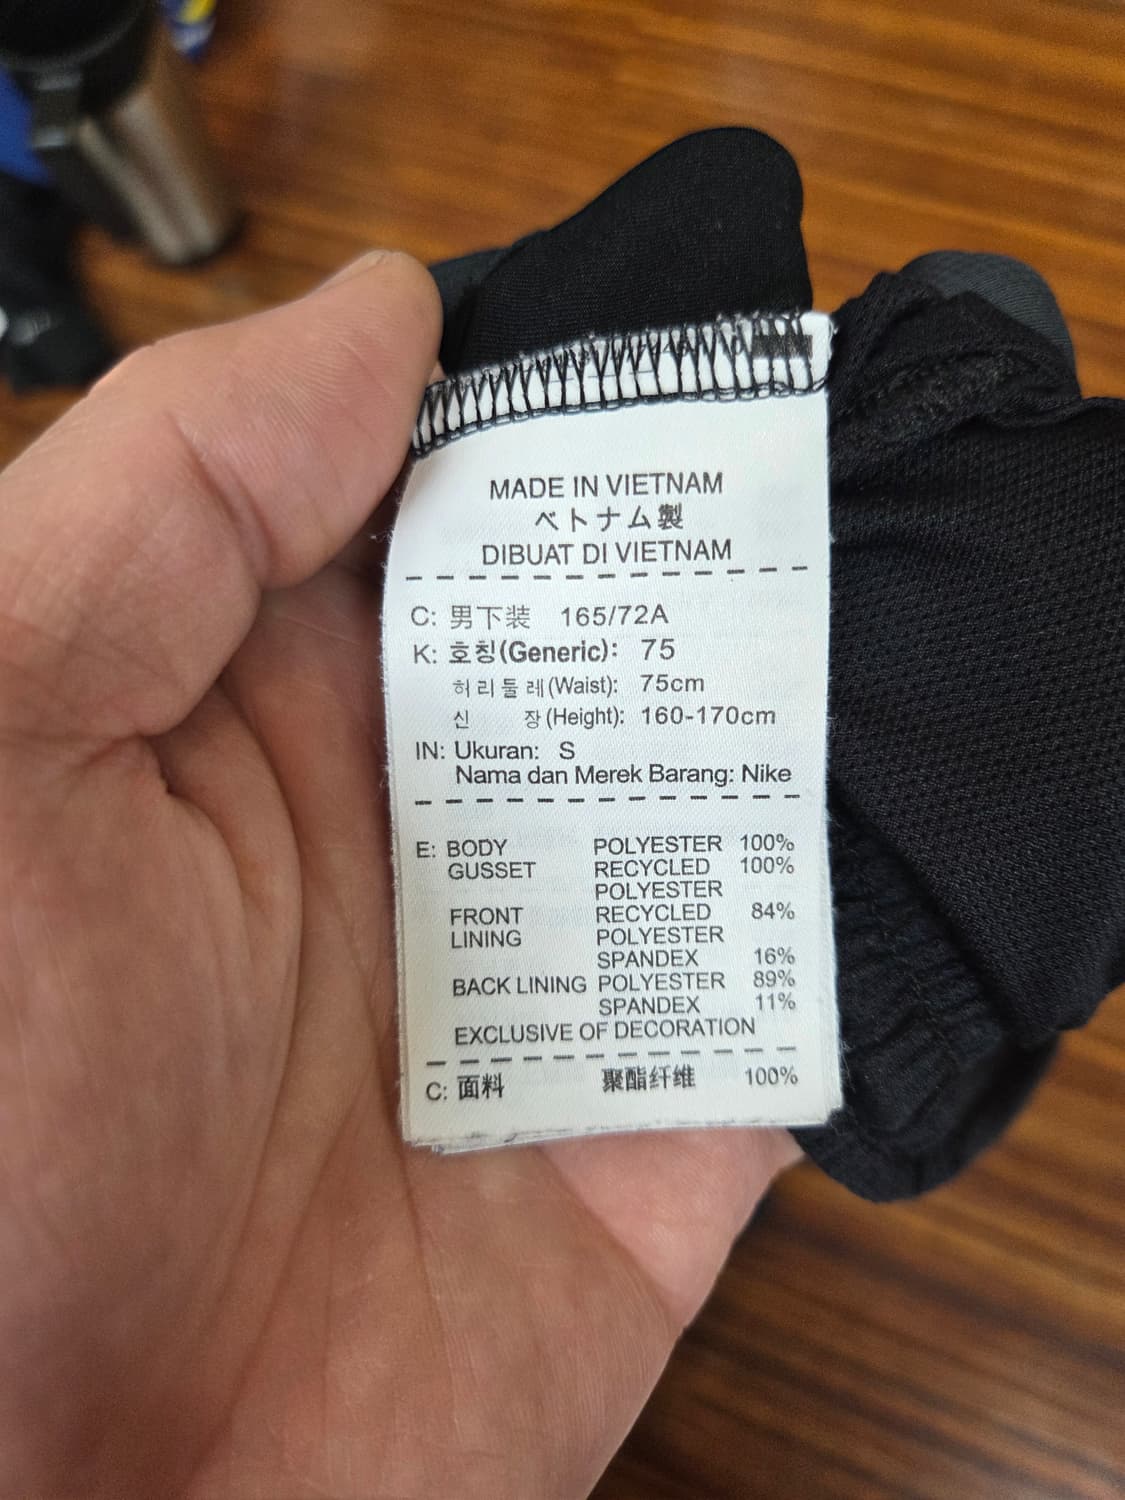 MADE IN VIETNAM
ベトナム製
DIBUAT DI VIETNAM
C: 男下装 165/72A
K: 호칭(Generic): 75
허리둘레(Waist): 75cm
신 장(Height): 160-170cm
IN: Ukuran: S
Nama dan Merek Barang: Nike
E: BODY POLYESTER 100%
GUSSET RECYCLED 100%
POLYESTER
FRONT RECYCLED 84%
LINING POLYESTER
SPANDEX 16%
BACK LINING POLYESTER 89%
SPANDEX 11%
EXCLUSIVE OF DECORATION
C: 面料 聚酯纤维 100%